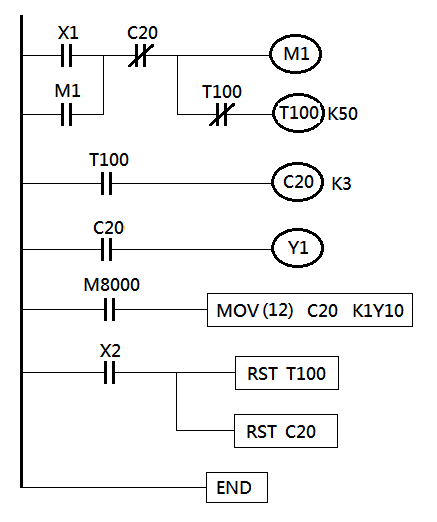 X1 C20
M1
M1 T100
T100 K50
T100
C20 K3
C20
Y1
M8000
MOV (12) C20 K1Y10
X2
RST T100
RST C20
END